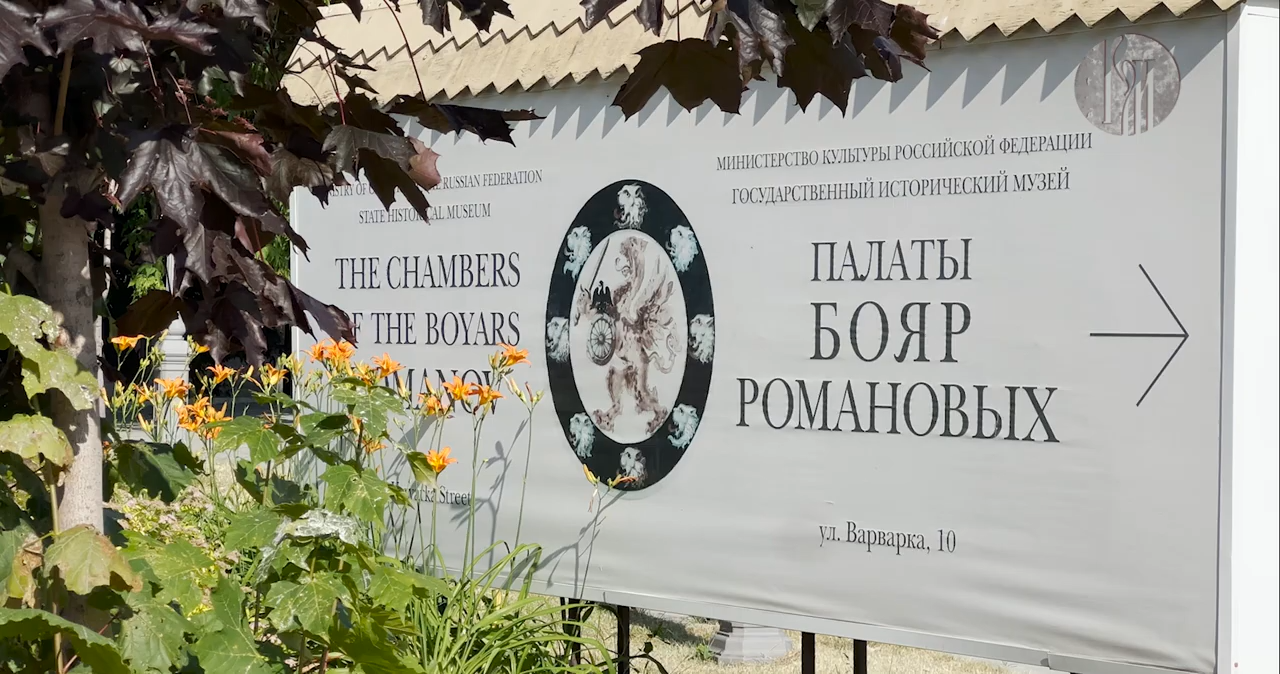 RUSSIAN FEDERATION
STATE HISTORICAL MUSEUM
THE CHAMBERS
THE BOYARS
Street
МИНИСТЕРСТВО КУЛЬТУРЫ РОССИЙСКОЙ ФЕДЕРАЦИИ
ГОСУДАРСТВЕННЫЙ ИСТОРИЧЕСКИЙ МУЗЕЙ
ПАЛАТЫ
БОЯР
РОМАНОВЫХ
ул. Варварка, 10